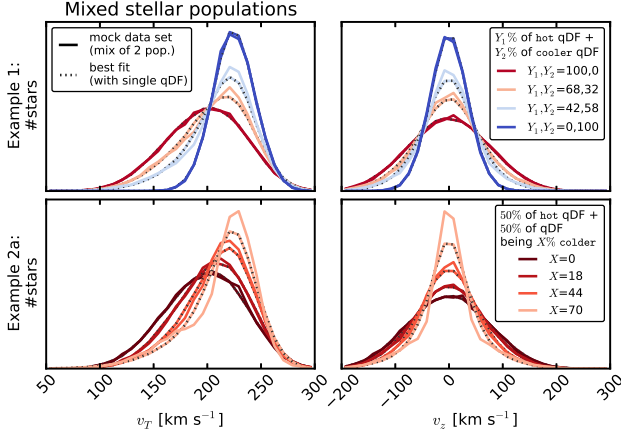 Mixed stellar populations
Example 1:
#stars
mock data set
(mix of 2 pop.)
best fit
(with single qDF)
Y₁% of hot qDF +
Y₂% of cooler qDF
Y₁,Y₂=100,0
Y₁,Y₂=68,32
Y₁,Y₂=42,58
Y₁,Y₂=0,100
Example 2a:
#stars
50% of hot qDF +
50% of qDF
being X% colder
X=0
X=18
X=44
X=70
50 100 150 200 250 300
v_T [km s⁻¹]
−200 −100 0 100 200 300
v_z [km s⁻¹]